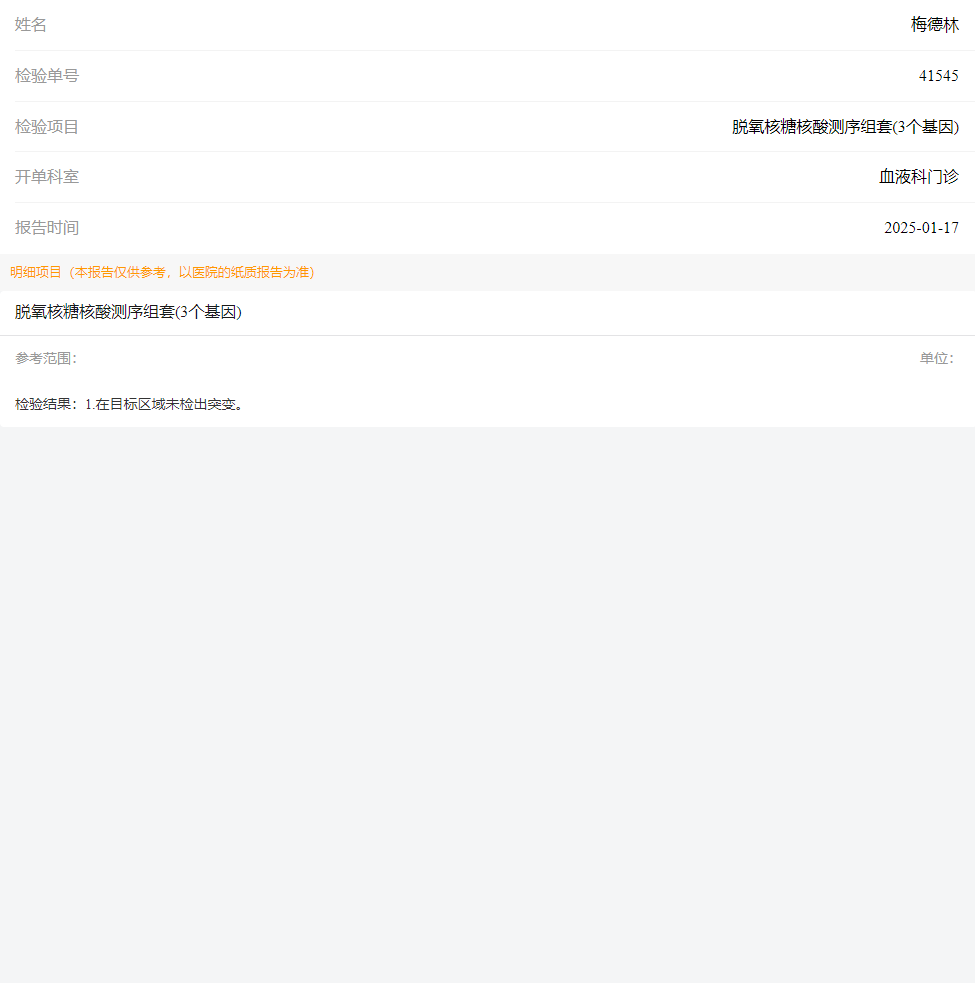 姓名 梅德林
检验单号 41545
检验项目 脱氧核糖核酸测序组套(3个基因)
开单科室 血液科门诊
报告时间 2025-01-17
明细项目（本报告仅供参考，以医院的纸质报告为准）
脱氧核糖核酸测序组套(3个基因)
参考范围： 单位：
检验结果：1.在目标区域未检出突变。